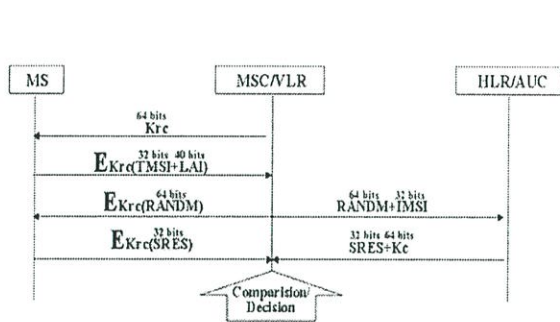 MS MSC/VLR HLR/AUC
64 bits
Krc
32 bits 40 bits
EKrc(TMSI+LAI)
64 bits
EKrc(RANDM)
64 bits 32 bits
RANDM+IMSI
32 bits
EKrc(SRES)
32 bits 64 bits
SRES+Kc
Comparision/
Decision